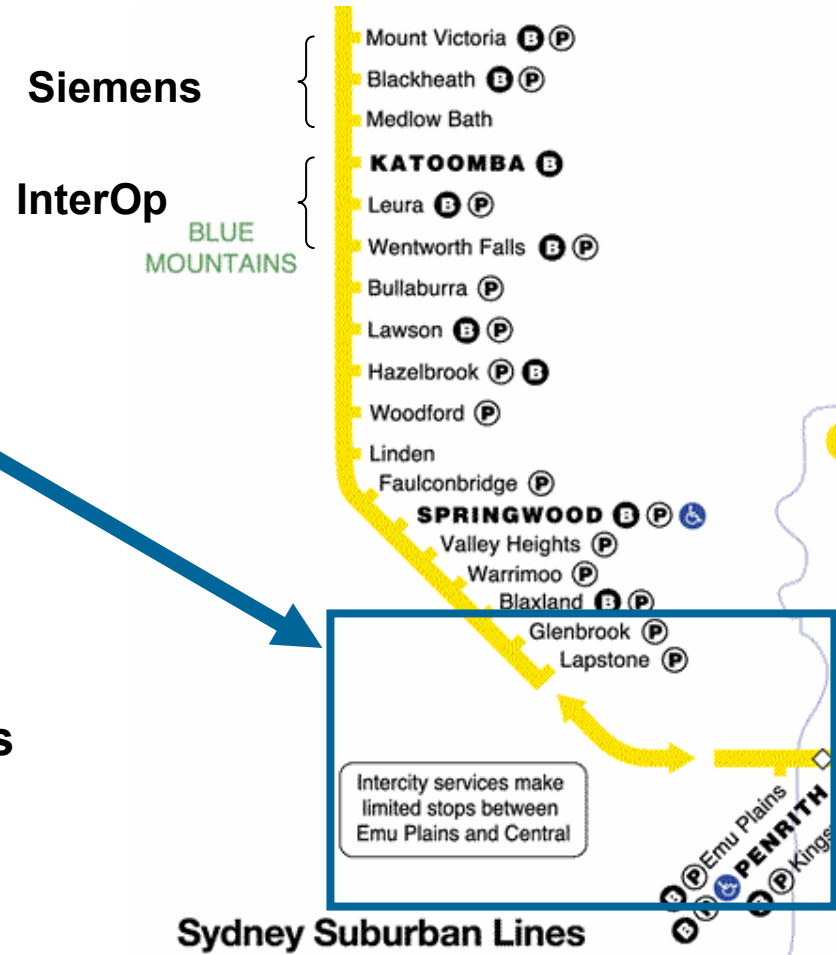 Siemens
Mount Victoria B P
Blackheath B P
Medlow Bath
InterOp
KATOOMBA B
Leura B P
BLUE
MOUNTAINS
Wentworth Falls B P
Bullaburra P
Lawson B P
Hazelbrook P B
Woodford P
Linden
Faulconbridge P
SPRINGWOOD B P
Valley Heights P
Warrimoo P
Blaxland B P
Glenbrook P
Lapstone P
s
Intercity services make
limited stops between
Emu Plains and Central
B P Emu Plains
B P PENRITH
B P Kings
Sydney Suburban Lines